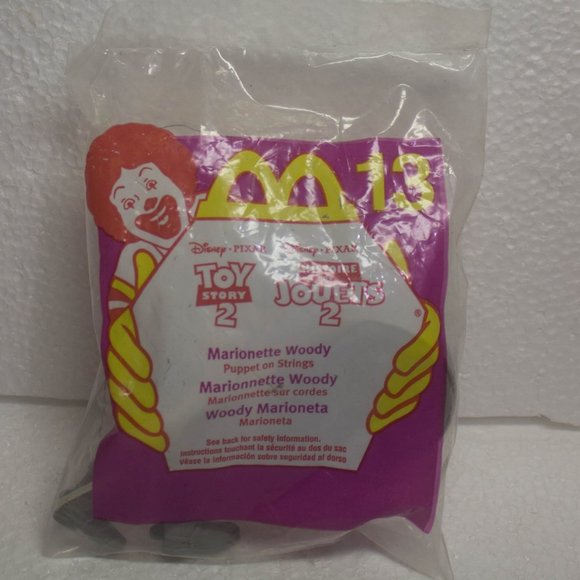 13
Disney • PIXAR Disney • PIXAR
TOY HISTOIRE
STORY JOUETS
2 2
®
Marionette Woody
Puppet on Strings
Marionnette Woody
Marionnette sur cordes
Woody Marioneta
Marioneta
See back for safety information.
Instructions touchant la sécurité au dos du sac
Véase la información sobre seguridad al dorso